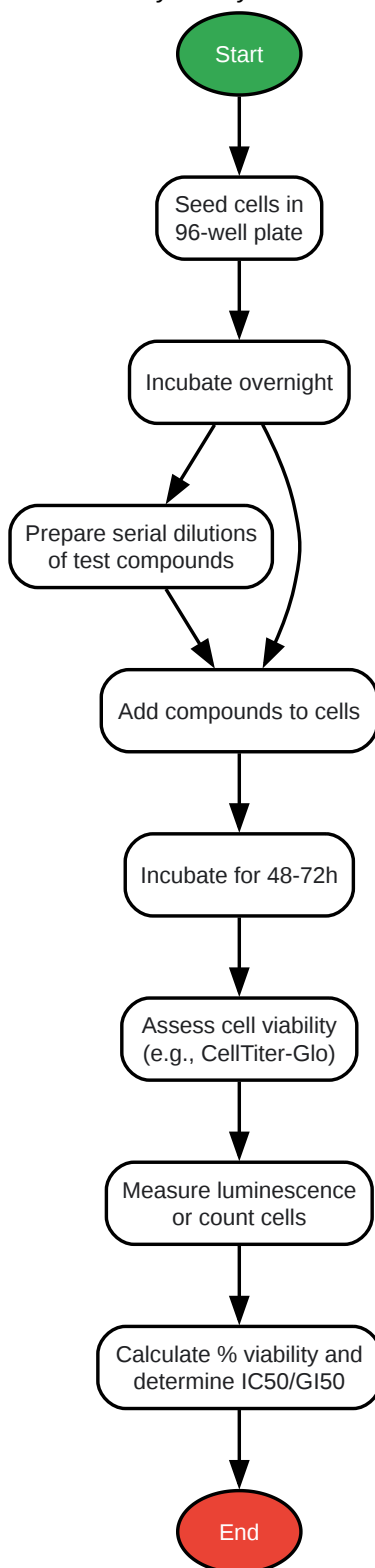 Start
Seed cells in
96-well plate
Incubate overnight
Prepare serial dilutions
of test compounds
Add compounds to cells
Incubate for 48-72h
Assess cell viability
(e.g., CellTiter-Glo)
Measure luminescence
or count cells
Calculate % viability and
determine IC50/GI50
End